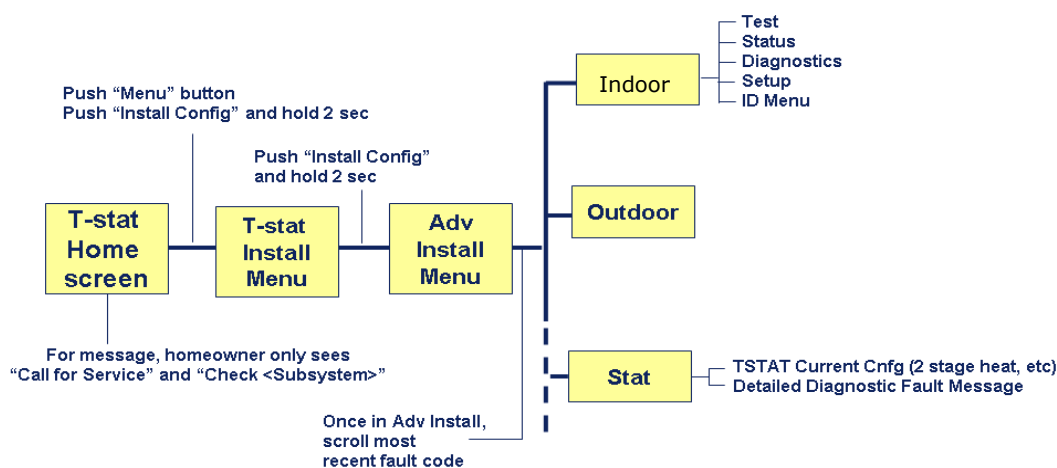 Test
Status
Diagnostics
Setup
ID Menu
Indoor
Push “Menu” button
Push “Install Config” and hold 2 sec
Push “Install Config”
and hold 2 sec
T-stat
Home
screen
T-stat
Install
Menu
Adv
Install
Menu
Outdoor
For message, homeowner only sees
“Call for Service” and “Check <Subsystem>”
Stat
TSTAT Current Cnfg (2 stage heat, etc)
Detailed Diagnostic Fault Message
Once in Adv Install,
scroll most
recent fault code